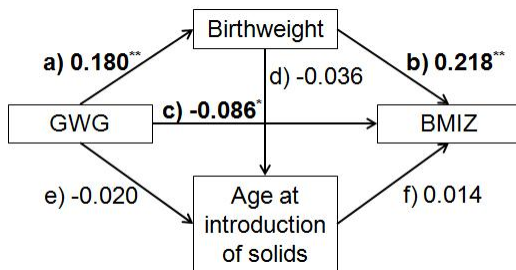 Birthweight
a) 0.180**
b) 0.218**
d) -0.036
c) -0.086*
GWG
BMIZ
e) -0.020
Age at
introduction
of solids
f) 0.014